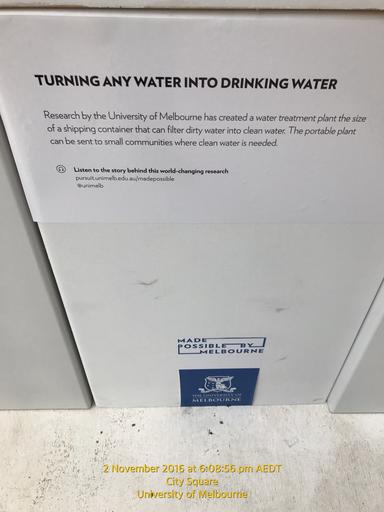 TURNING ANY WATER INTO DRINKING WATER
Research by the University of Melbourne has created a water treatment plant the size
of a shipping container that can filter dirty water into clean water. The portable plant
can be sent to small communities where clean water is needed.
Listen to the story behind this world-changing research
pursuit.unimelb.edu.au/madepossible
@unimelb
MADE
POSSIBLE BY
MELBOURNE
THE UNIVERSITY OF
MELBOURNE
2 November 2016 at 6:08:56 pm AEDT
City Square
University of Melbourne